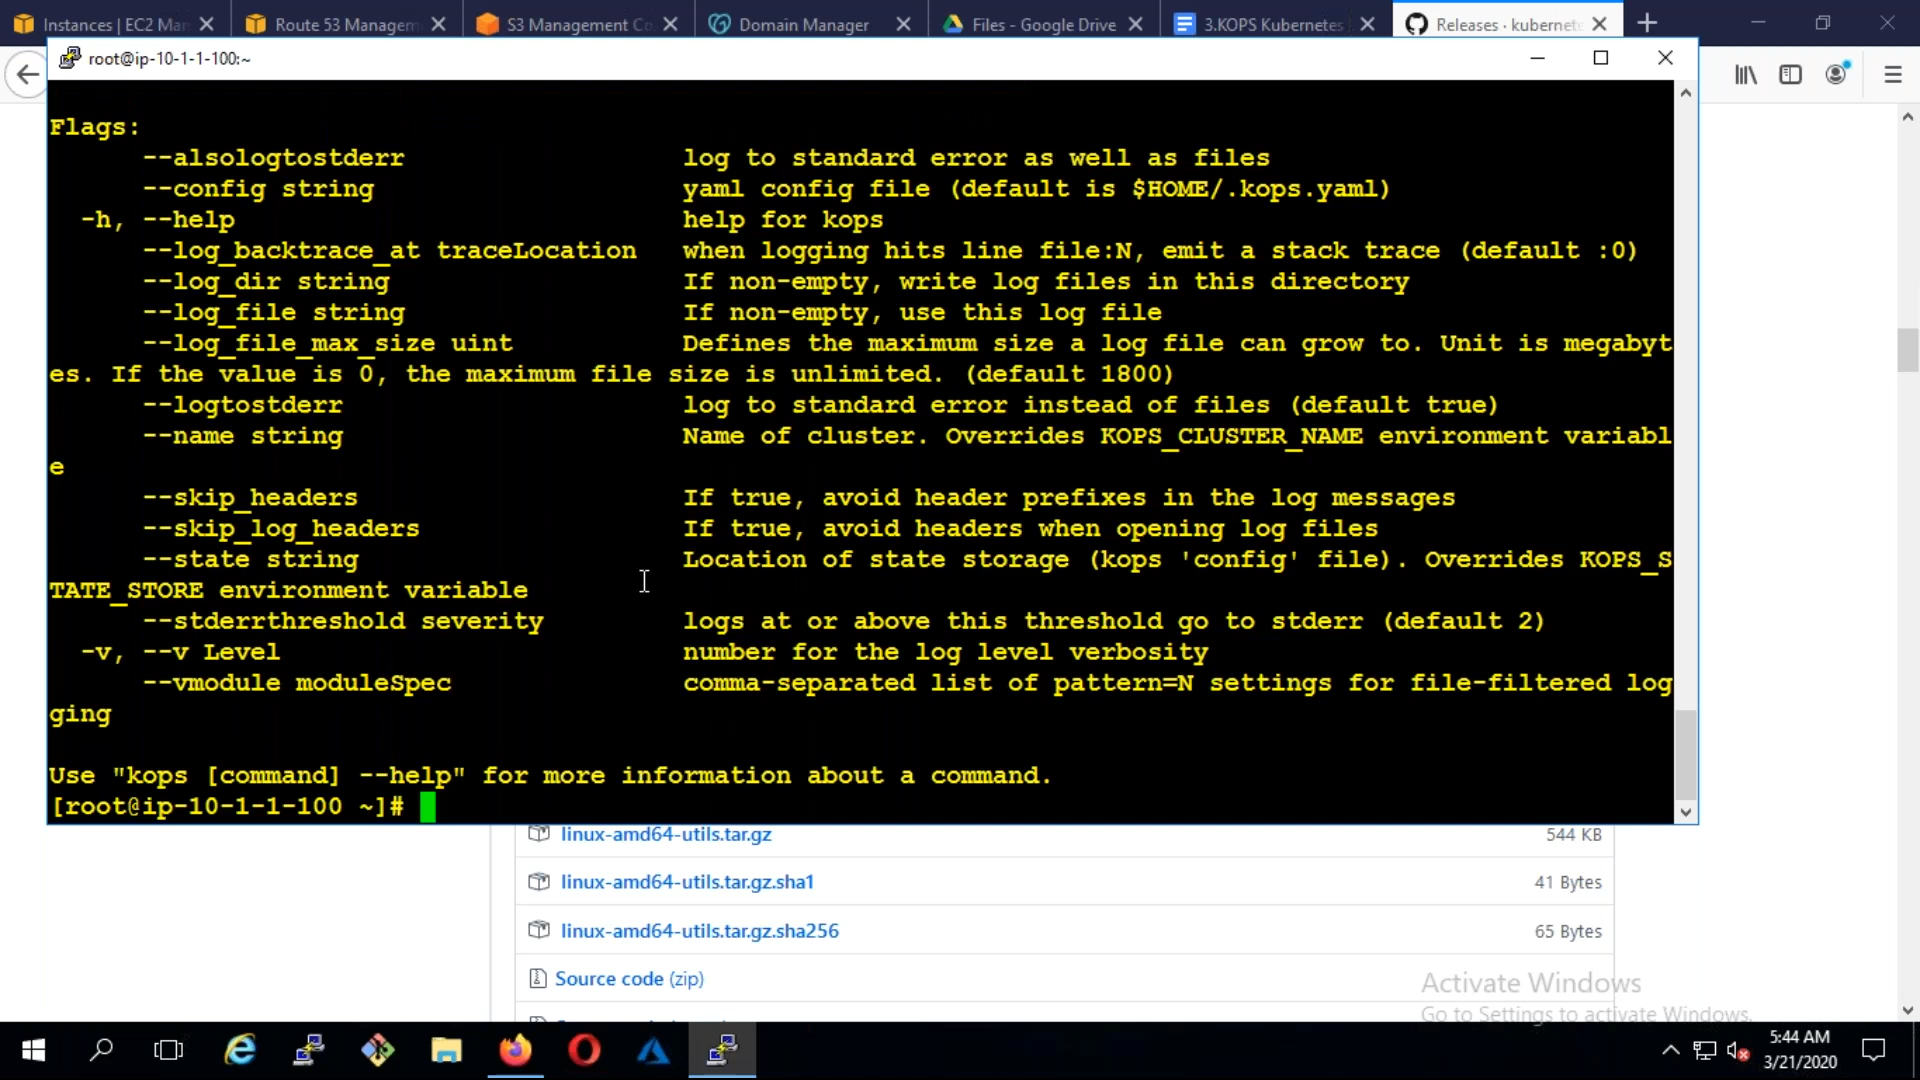 Instances | EC2 Man
Route 53 Managem
S3 Management Co
Domain Manager
Files - Google Drive
3.KOPS Kubernetes
Releases · kubernete
root@ip-10-1-1-100:~
Flags:
--alsologtostderr log to standard error as well as files
--config string yaml config file (default is $HOME/.kops.yaml)
-h, --help help for kops
--log_backtrace_at traceLocation when logging hits line file:N, emit a stack trace (default :0)
--log_dir string If non-empty, write log files in this directory
--log_file string If non-empty, use this log file
--log_file_max_size uint Defines the maximum size a log file can grow to. Unit is megabyt
es. If the value is 0, the maximum file size is unlimited. (default 1800)
--logtostderr log to standard error instead of files (default true)
--name string Name of cluster. Overrides KOPS_CLUSTER_NAME environment variabl
e
--skip_headers If true, avoid header prefixes in the log messages
--skip_log_headers If true, avoid headers when opening log files
--state string Location of state storage (kops 'config' file). Overrides KOPS_S
TATE_STORE environment variable
--stderrthreshold severity logs at or above this threshold go to stderr (default 2)
-v, --v Level number for the log level verbosity
--vmodule moduleSpec comma-separated list of pattern=N settings for file-filtered log
ging
Use "kops [command] --help" for more information about a command.
[root@ip-10-1-1-100 ~]#
linux-amd64-utils.tar.gz 544 KB
linux-amd64-utils.tar.gz.sha1 41 Bytes
linux-amd64-utils.tar.gz.sha256 65 Bytes
Source code (zip)
Activate Windows
Go to Settings to activate Windows.
5:44 AM
3/21/2020